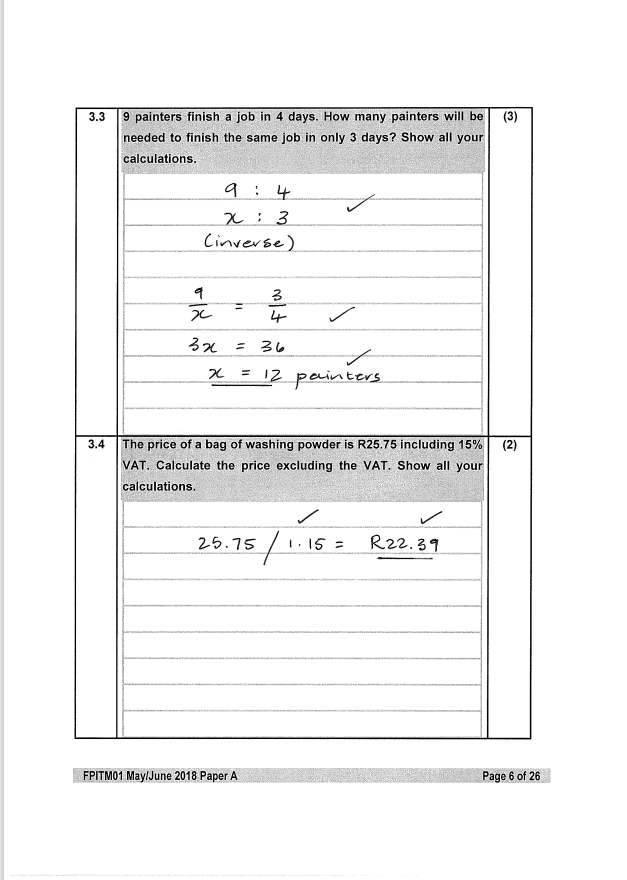 3.3 9 painters finish a job in 4 days. How many painters will be (3)
needed to finish the same job in only 3 days? Show all your
calculations.
9 : 4
x : 3 ✓
(inverse)
9/x = 3/4 ✓
3x = 36
x = 12 painters ✓
3.4 The price of a bag of washing powder is R25.75 including 15% (2)
VAT. Calculate the price excluding the VAT. Show all your
calculations.
✓ ✓
25.75 / 1.15 = R22.39
FPITM01 May/June 2018 Paper A Page 6 of 26